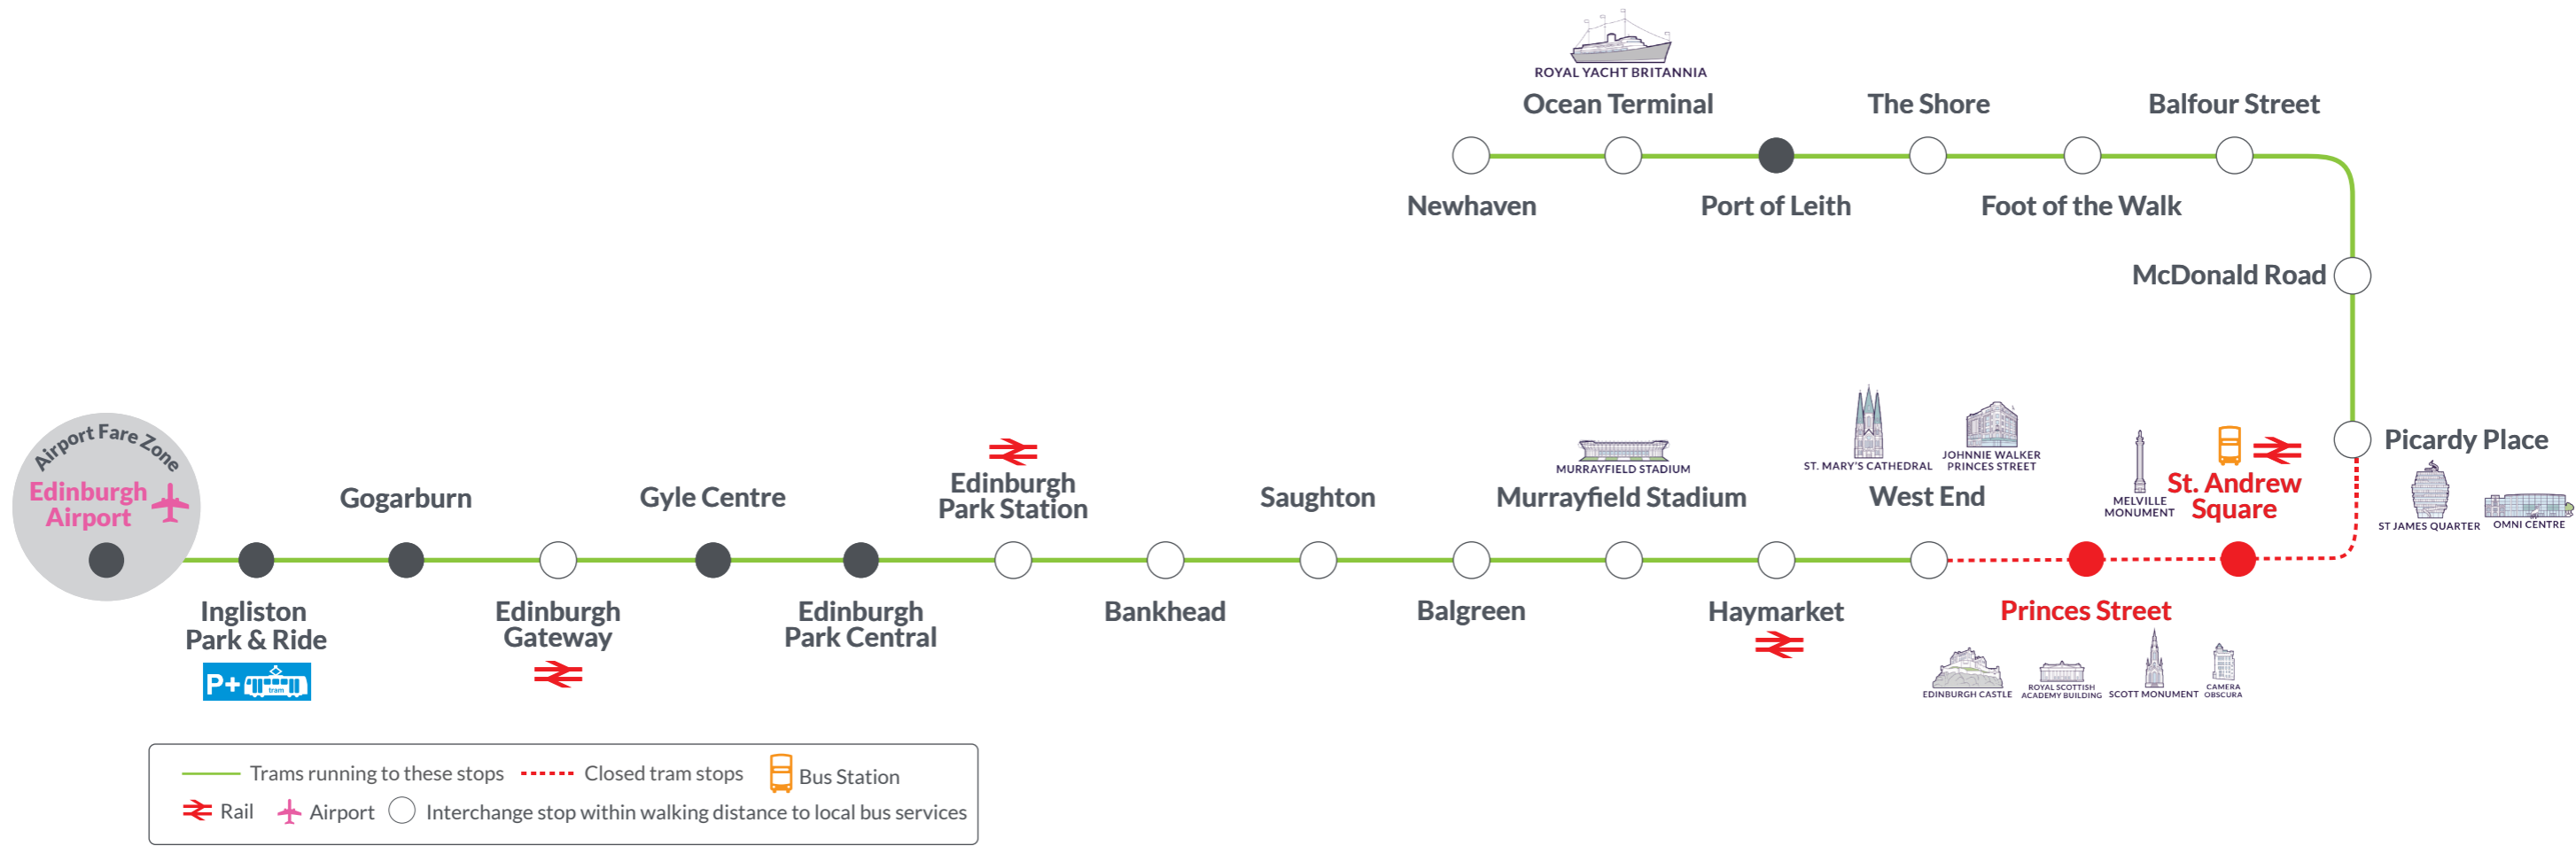 ROYAL YACHT BRITANNIA
Ocean Terminal
The Shore
Balfour Street
Newhaven
Port of Leith
Foot of the Walk
McDonald Road
Picardy Place
ST JAMES QUARTER
OMNI CENTRE
Airport Fare Zone
Edinburgh
Airport
Gogarburn
Gyle Centre
Edinburgh
Park Station
Saughton
MURRAYFIELD STADIUM
Murrayfield Stadium
ST. MARY'S CATHEDRAL
JOHNNIE WALKER
PRINCES STREET
West End
MELVILLE
MONUMENT
St. Andrew
Square
Ingliston
Park & Ride
P+
tram
Edinburgh
Gateway
Edinburgh
Park Central
Bankhead
Balgreen
Haymarket
Princes Street
EDINBURGH CASTLE
ROYAL SCOTTISH
ACADEMY BUILDING
SCOTT MONUMENT
CAMERA
OBSCURA
Trams running to these stops
Closed tram stops
Bus Station
Rail
Airport
Interchange stop within walking distance to local bus services